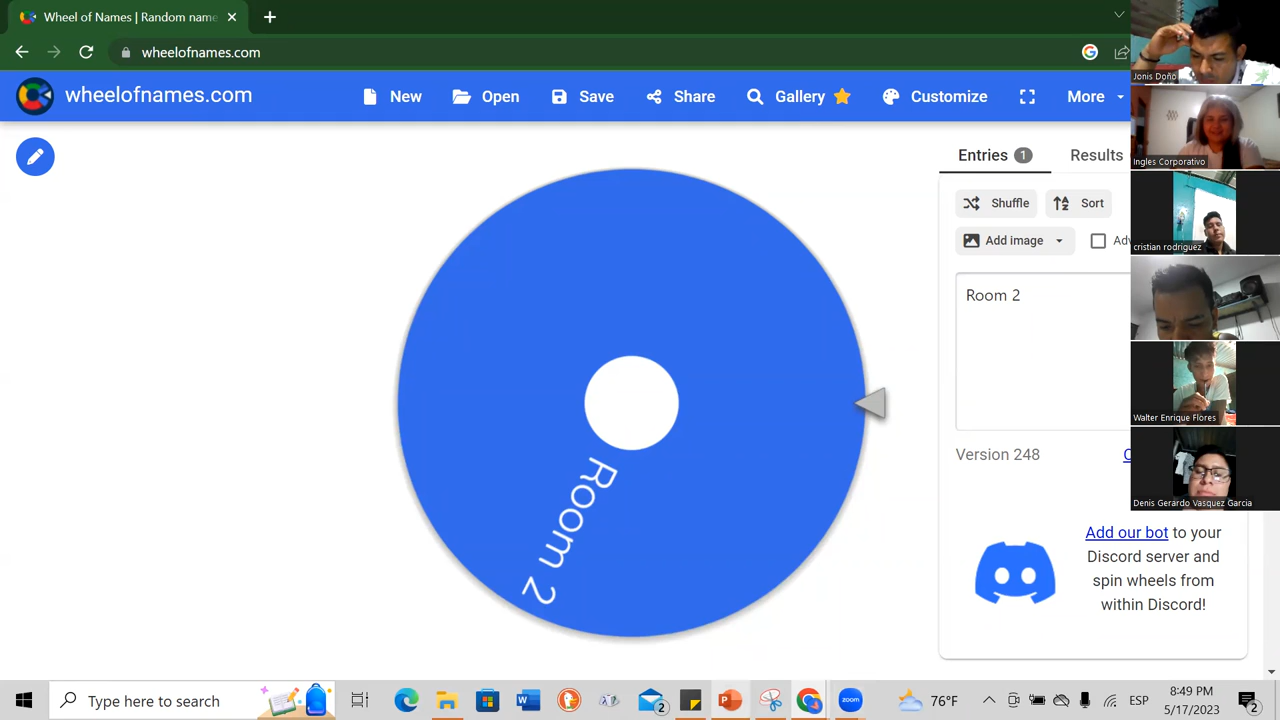 Wheel of Names | Random name
wheelofnames.com
wheelofnames.com
New
Open
Save
Share
Gallery
Customize
More
Entries 1
Results
Shuffle
Sort
Add image
Room 2
Room 2
Version 248
Add our bot to your
Discord server and
spin wheels from
within Discord!
Jonis Doño
Ingles Corporativo
cristian rodriguez
Walter Enrique Flores
Denis Gerardo Vasquez Garcia
Type here to search
2
zoom
76°F
ESP
8:49 PM
5/17/2023
2